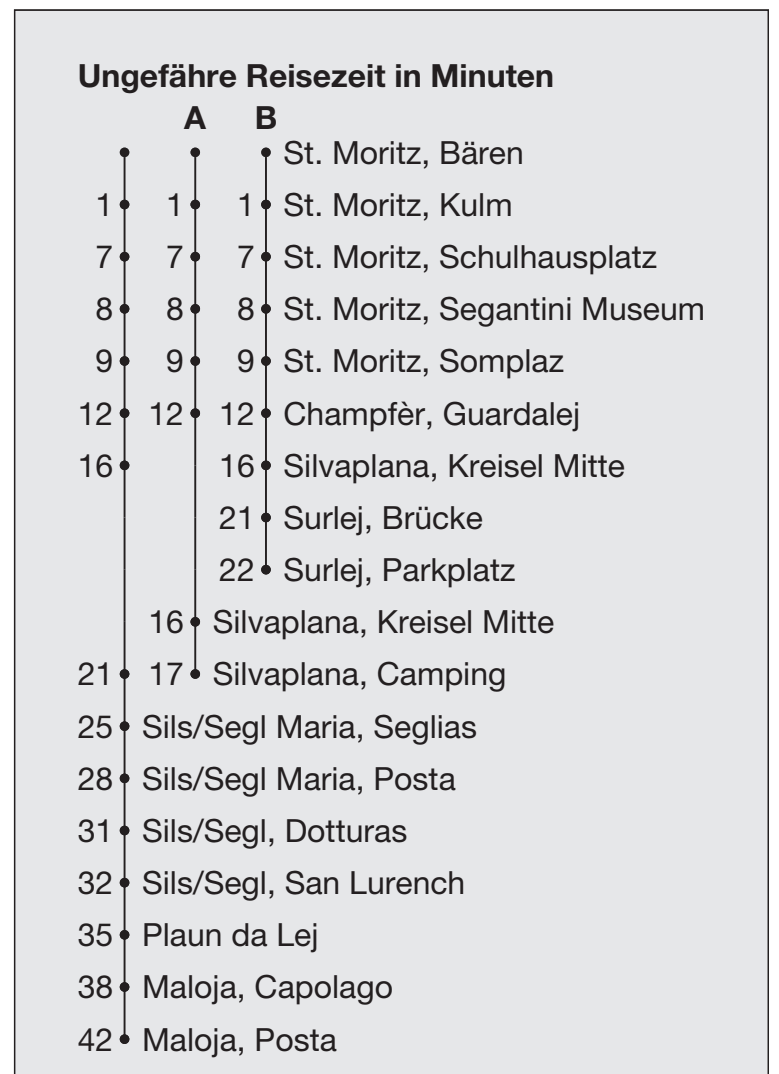 Ungefähre Reisezeit in Minuten
A B
St. Moritz, Bären
1 1 1 St. Moritz, Kulm
7 7 7 St. Moritz, Schulhausplatz
8 8 8 St. Moritz, Segantini Museum
9 9 9 St. Moritz, Somplaz
12 12 12 Champfèr, Guardalej
16 16 Silvaplana, Kreisel Mitte
21 Surlej, Brücke
22 Surlej, Parkplatz
16 Silvaplana, Kreisel Mitte
21 17 Silvaplana, Camping
25 Sils/Segl Maria, Seglias
28 Sils/Segl Maria, Posta
31 Sils/Segl, Dotturas
32 Sils/Segl, San Lurench
35 Plaun da Lej
38 Maloja, Capolago
42 Maloja, Posta